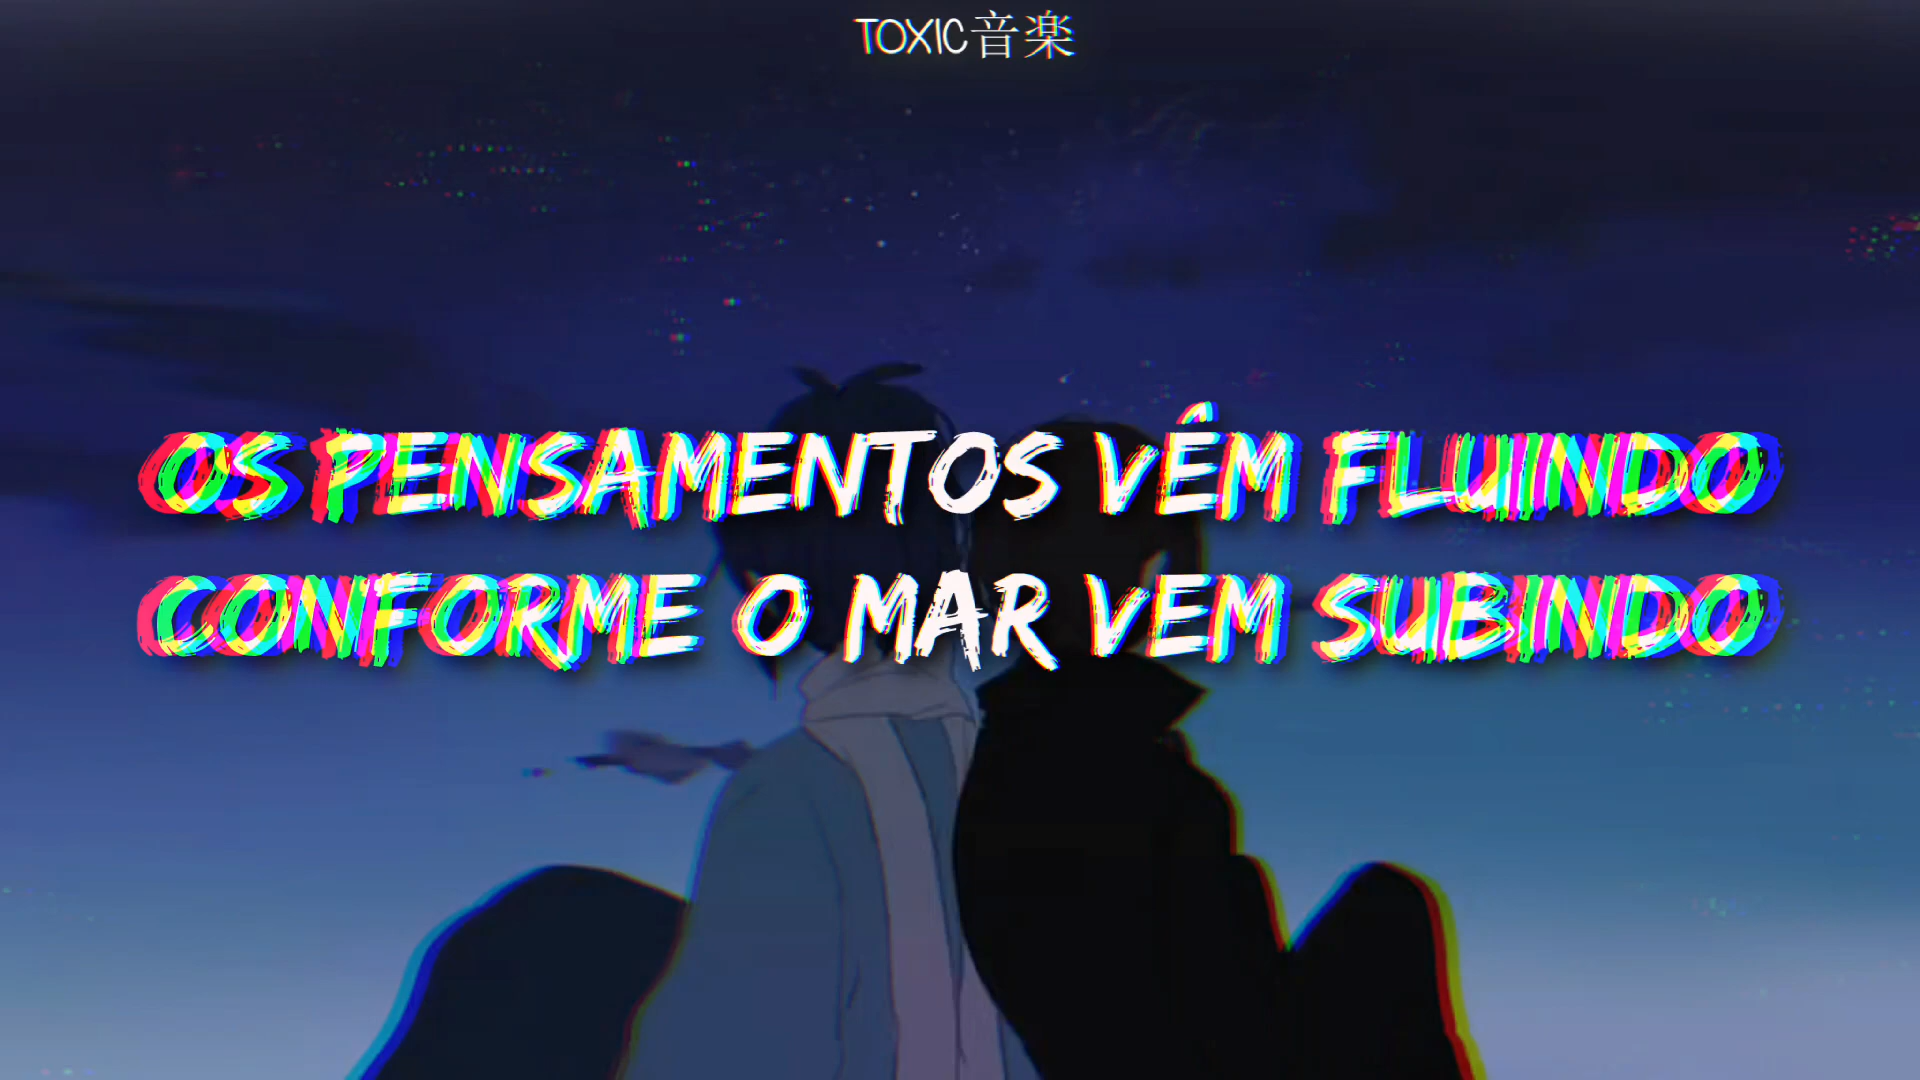 TOXIC音楽
OS PENSAMENTOS VÊM FLUINDO
CONFORME O MAR VEM SUBINDO